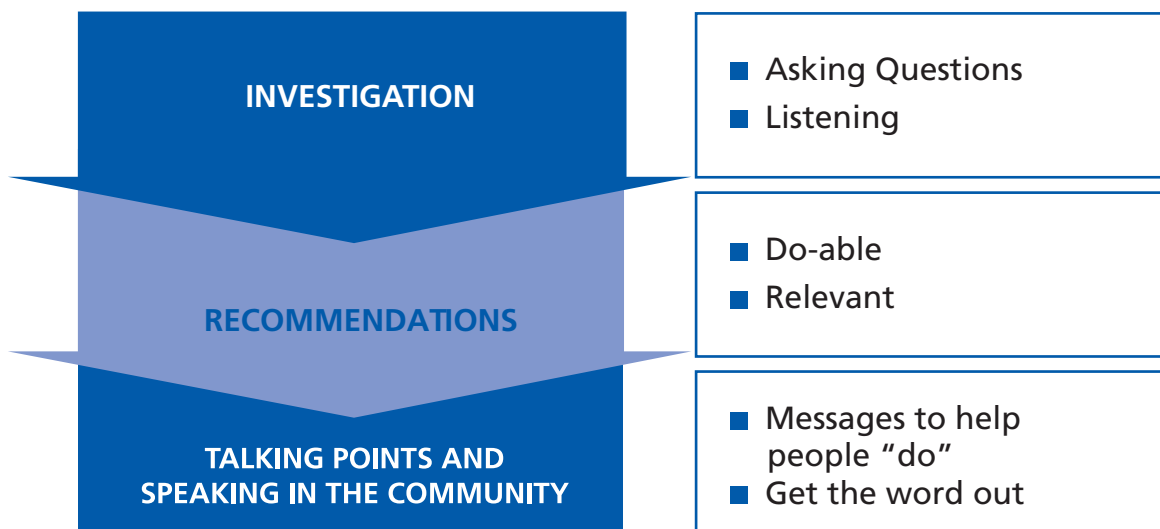 INVESTIGATION
■ Asking Questions
■ Listening
RECOMMENDATIONS
■ Do-able
■ Relevant
TALKING POINTS AND
SPEAKING IN THE COMMUNITY
■ Messages to help
people “do”
■ Get the word out